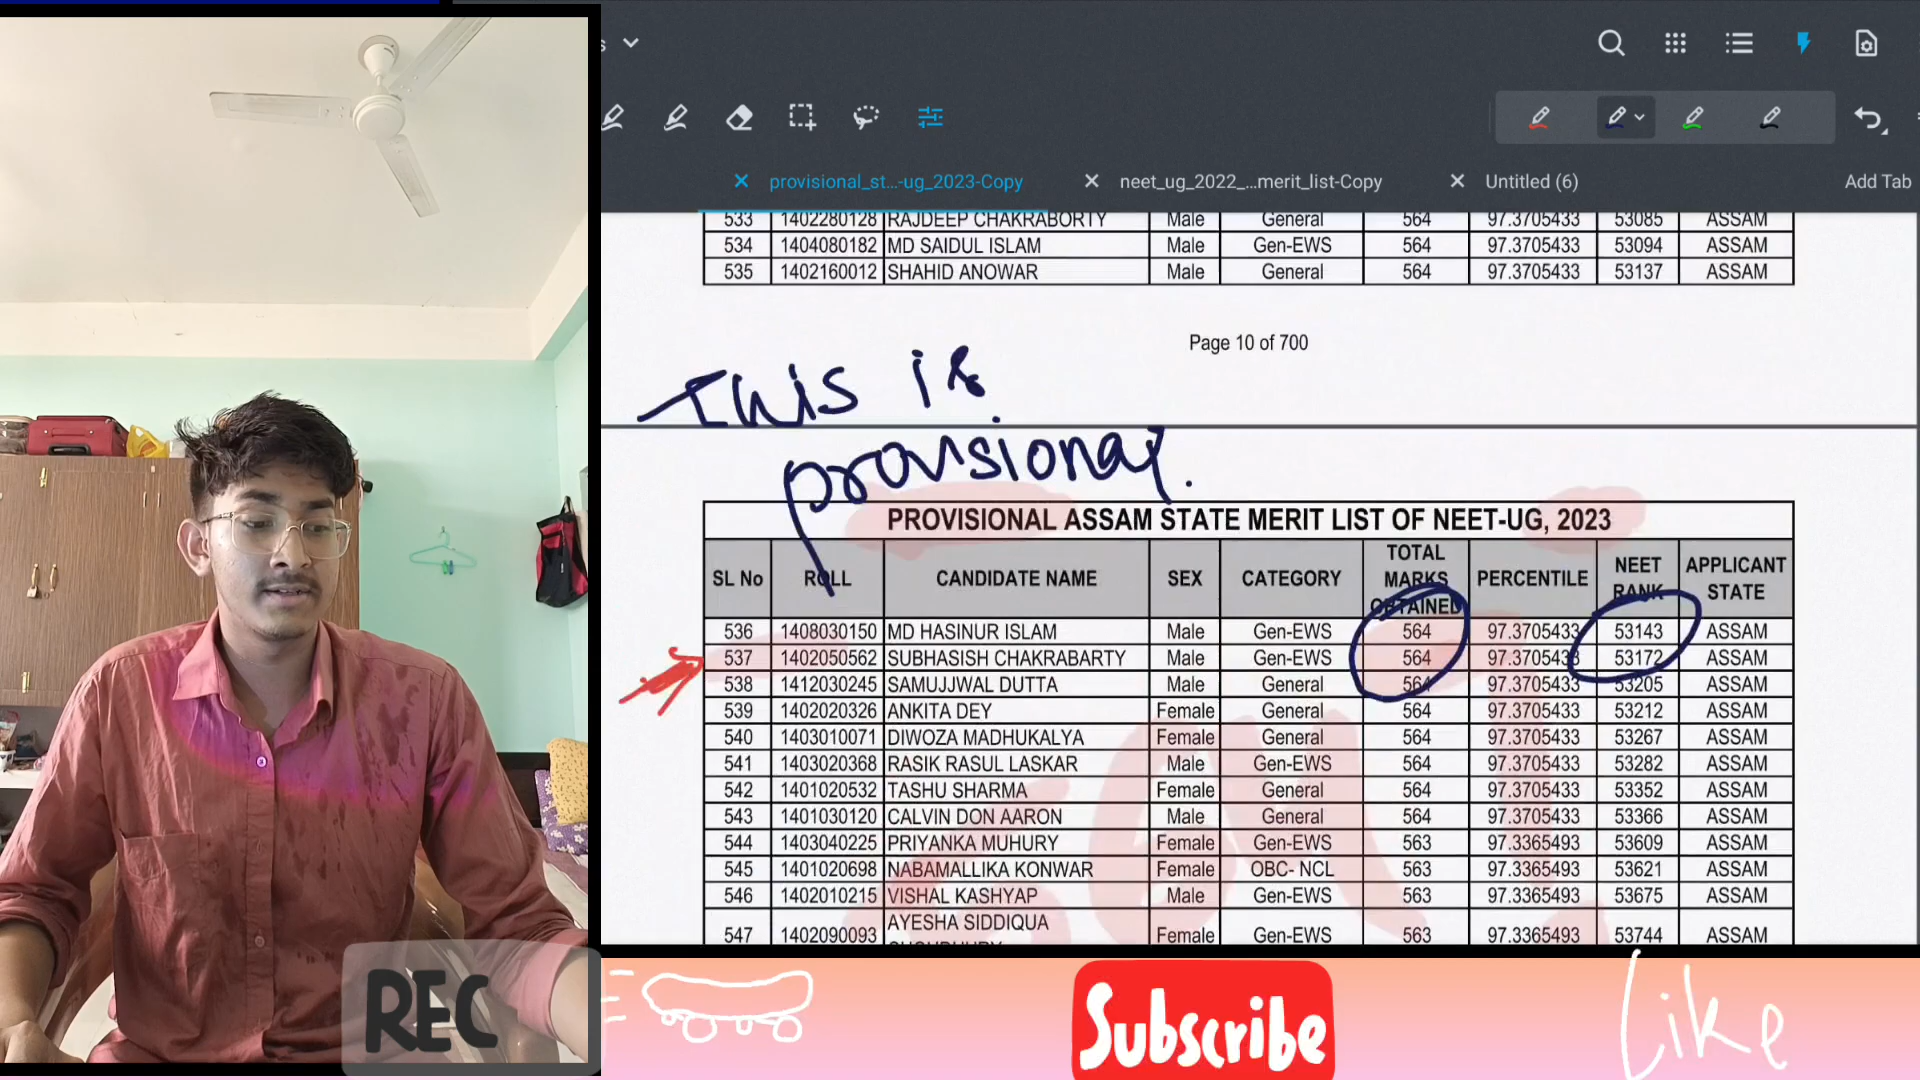 provisional_st...-ug_2023-Copy neet_ug_2022_...merit_list-Copy Untitled (6) Add Tab
533 1402280128 RAJDEEP CHAKRABORTY Male General 564 97.3705433 53085 ASSAM
534 1404080182 MD SAIDUL ISLAM Male Gen-EWS 564 97.3705433 53094 ASSAM
535 1402160012 SHAHID ANOWAR Male General 564 97.3705433 53137 ASSAM
Page 10 of 700
This is
provisional.
PROVISIONAL ASSAM STATE MERIT LIST OF NEET-UG, 2023
SL No ROLL CANDIDATE NAME SEX CATEGORY TOTAL MARKS OBTAINED PERCENTILE NEET RANK APPLICANT STATE
536 1408030150 MD HASINUR ISLAM Male Gen-EWS 564 97.3705433 53143 ASSAM
537 1402050562 SUBHASISH CHAKRABARTY Male Gen-EWS 564 97.3705433 53172 ASSAM
538 1412030245 SAMUJJWAL DUTTA Male General 564 97.3705433 53205 ASSAM
539 1402020326 ANKITA DEY Female General 564 97.3705433 53212 ASSAM
540 1403010071 DIWOZA MADHUKALYA Female General 564 97.3705433 53267 ASSAM
541 1403020368 RASIK RASUL LASKAR Male Gen-EWS 564 97.3705433 53282 ASSAM
542 1401020532 TASHU SHARMA Female General 564 97.3705433 53352 ASSAM
543 1401030120 CALVIN DON AARON Male General 564 97.3705433 53366 ASSAM
544 1403040225 PRIYANKA MUHURY Female Gen-EWS 563 97.3365493 53609 ASSAM
545 1401020698 NABAMALLIKA KONWAR Female OBC- NCL 563 97.3365493 53621 ASSAM
546 1402010215 VISHAL KASHYAP Male Gen-EWS 563 97.3365493 53675 ASSAM
547 1402090093 AYESHA SIDDIQUA Female Gen-EWS 563 97.3365493 53744 ASSAM
REC
Subscribe
Like